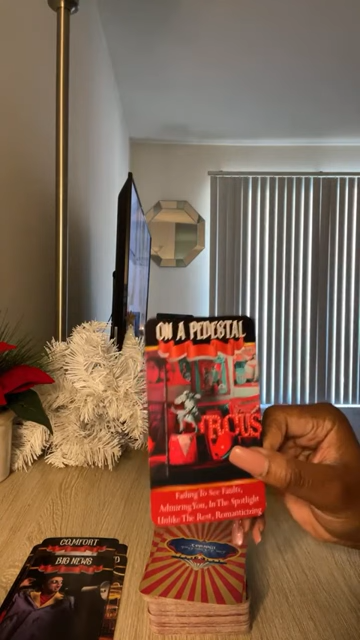 ON A PEDESTAL
CIRCUS
Failing To See Faults,
Admiring You, In The Spotlight
Unlike The Rest, Romanticizing
COMFORT
BIG NEWS